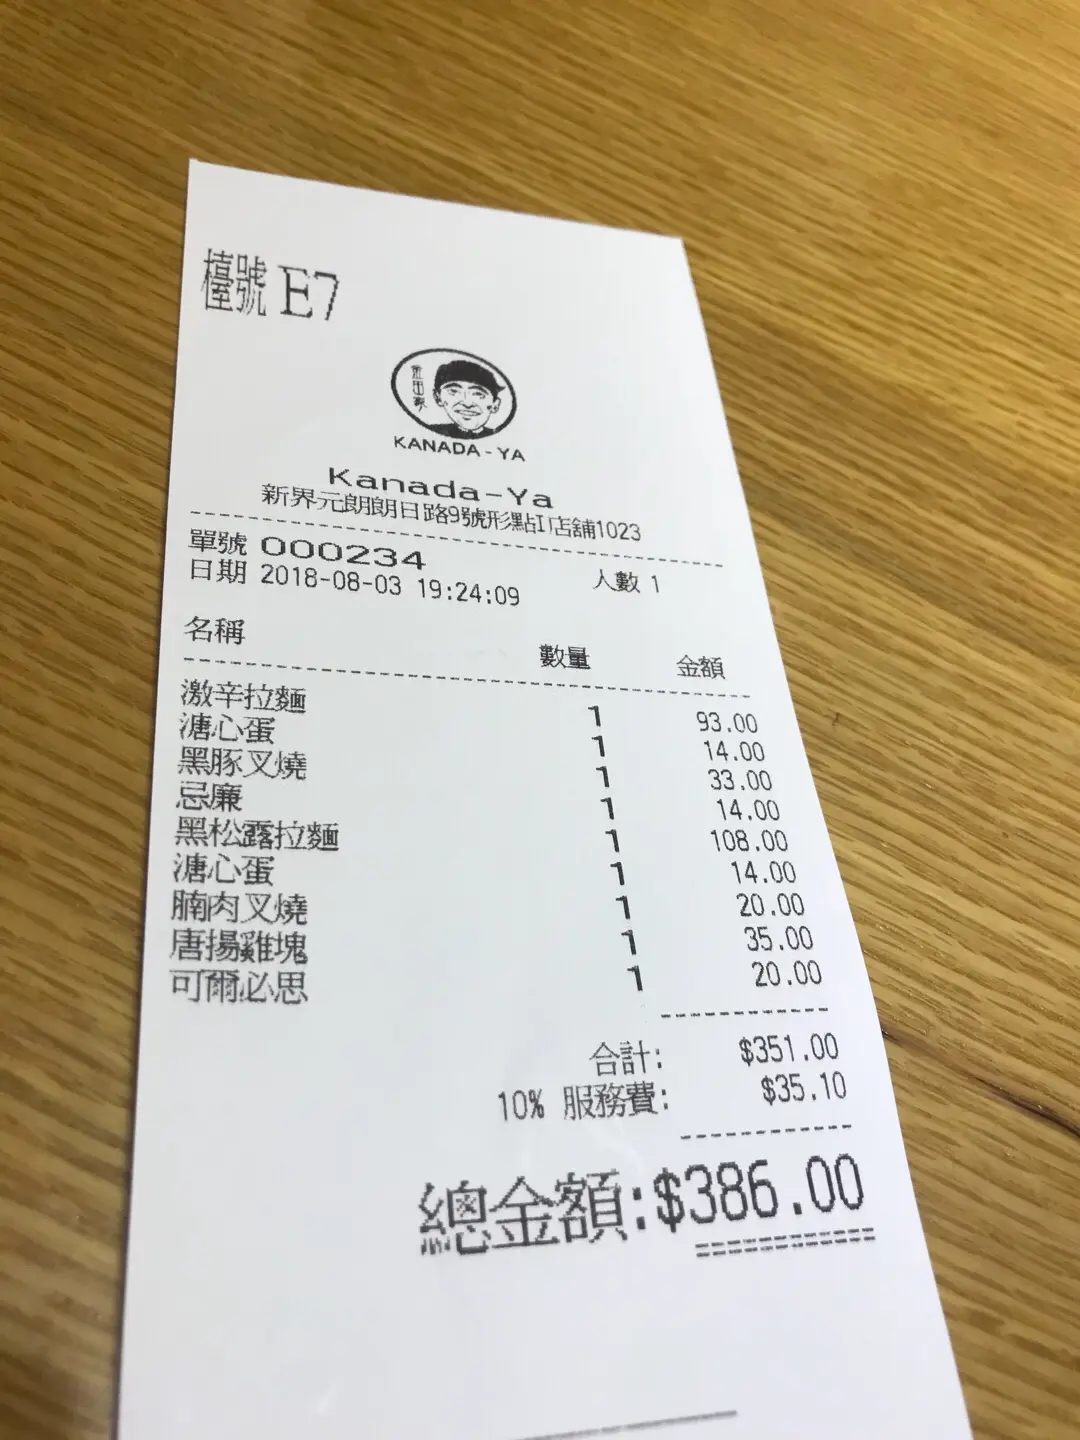 檯號 E7
金田家
KANADA-YA
Kanada-Ya
新界元朗朗日路9號形點I店舖1023
單號 000234 人數 1
日期 2018-08-03 19:24:09
名稱 數量 金額
激辛拉麵 1 93.00
溏心蛋 1 14.00
黑豚叉燒 1 33.00
忌廉 1 14.00
黑松露拉麵 1 108.00
溏心蛋 1 14.00
腩肉叉燒 1 20.00
唐揚雞塊 1 35.00
可爾必思 1 20.00
合計: $351.00
10% 服務費: $35.10
總金額:$386.00